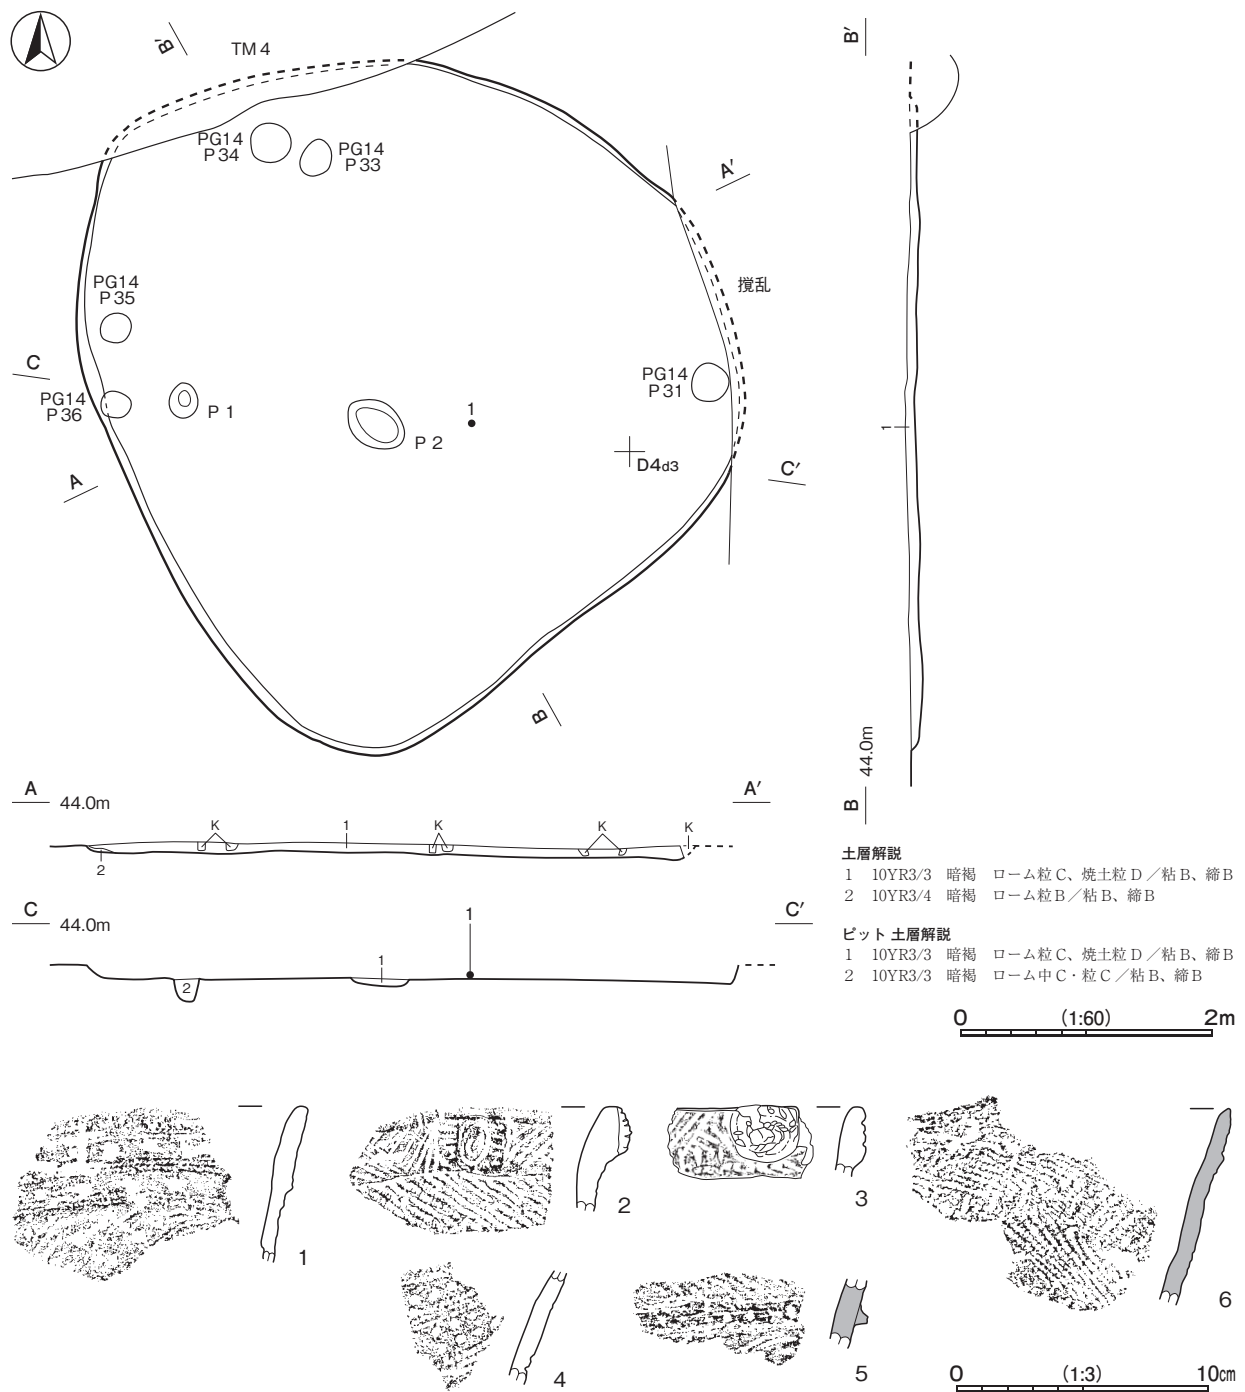 B′
TM 4
PG14
P 34
PG14
P 33
A′
撹乱
PG14
P 35
C
PG14
P 36
P 1
P 2
1
PG14
P 31
D4d3
C′
A
B
B′
1
44.0m
B
A
44.0m
A′
K
1
K
K
K
2
C
44.0m
C′
1
1
2
土層解説
1 10YR3/3 暗褐 ローム粒C、焼土粒D／粘B、締B
2 10YR3/4 暗褐 ローム粒B／粘B、締B
ピット 土層解説
1 10YR3/3 暗褐 ローム粒C、焼土粒D／粘B、締B
2 10YR3/3 暗褐 ローム中C・粒C／粘B、締B
0 (1:60) 2m
1
2
3
4
5
6
0 (1:3) 10cm